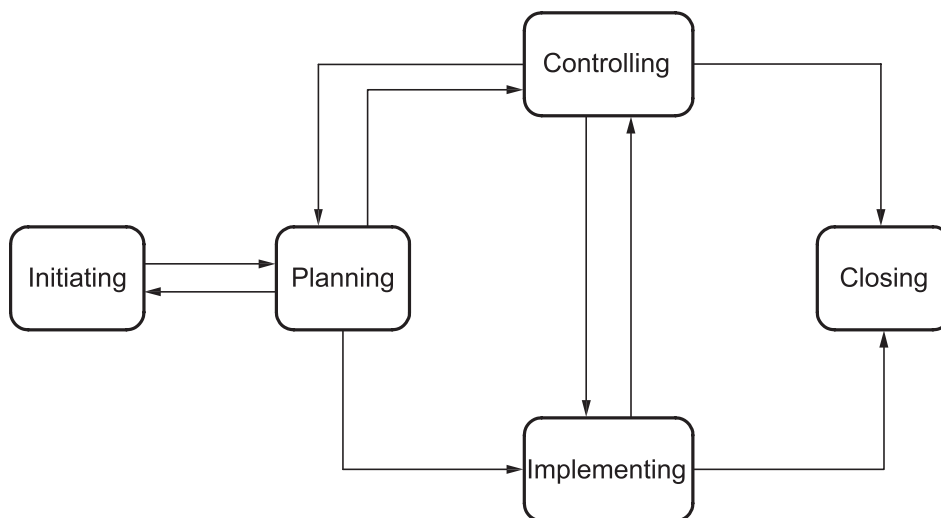 Controlling
Initiating
Planning
Closing
Implementing